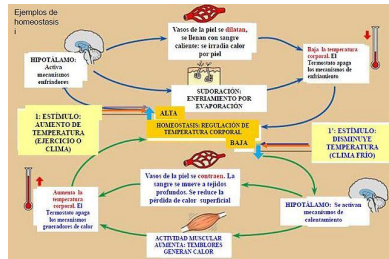 Ejemplos de
homeostasis
i
Vasos de la piel se dilatan,
se llenan con sangre
caliente: se irradia calor
por piel
HIPOTÁLAMO:
Activa
mecanismos
enfriadores
Baja la temperatura
corporal. El
Termostato apaga
los mecanismos de
enfriamiento
SUDORACIÓN:
ENFRIAMIENTO POR
EVAPORACIÓN
1: ESTÍMULO:
AUMENTO DE
TEMPERATURA
(EJERCICIO O
CLIMA)
ALTA
HOMEOSTASIS: REGULACIÓN DE
TEMPERATURA CORPORAL
BAJA
1': ESTÍMULO:
DISMINUYE
TEMPERATURA
(CLIMA FRÍO)
Vasos de la piel se contraen. La
sangre se mueve a tejidos
profundos. Se reduce la
pérdida de calor superficial
Aumenta la
temperatura
corporal. El
Termostato apaga
los mecanismos
generadores de calor
HIPOTÁLAMO: Se activan
mecanismos de
calentamiento
ACTIVIDAD MUSCULAR
AUMENTA: TEMBLORES
GENERAN CALOR